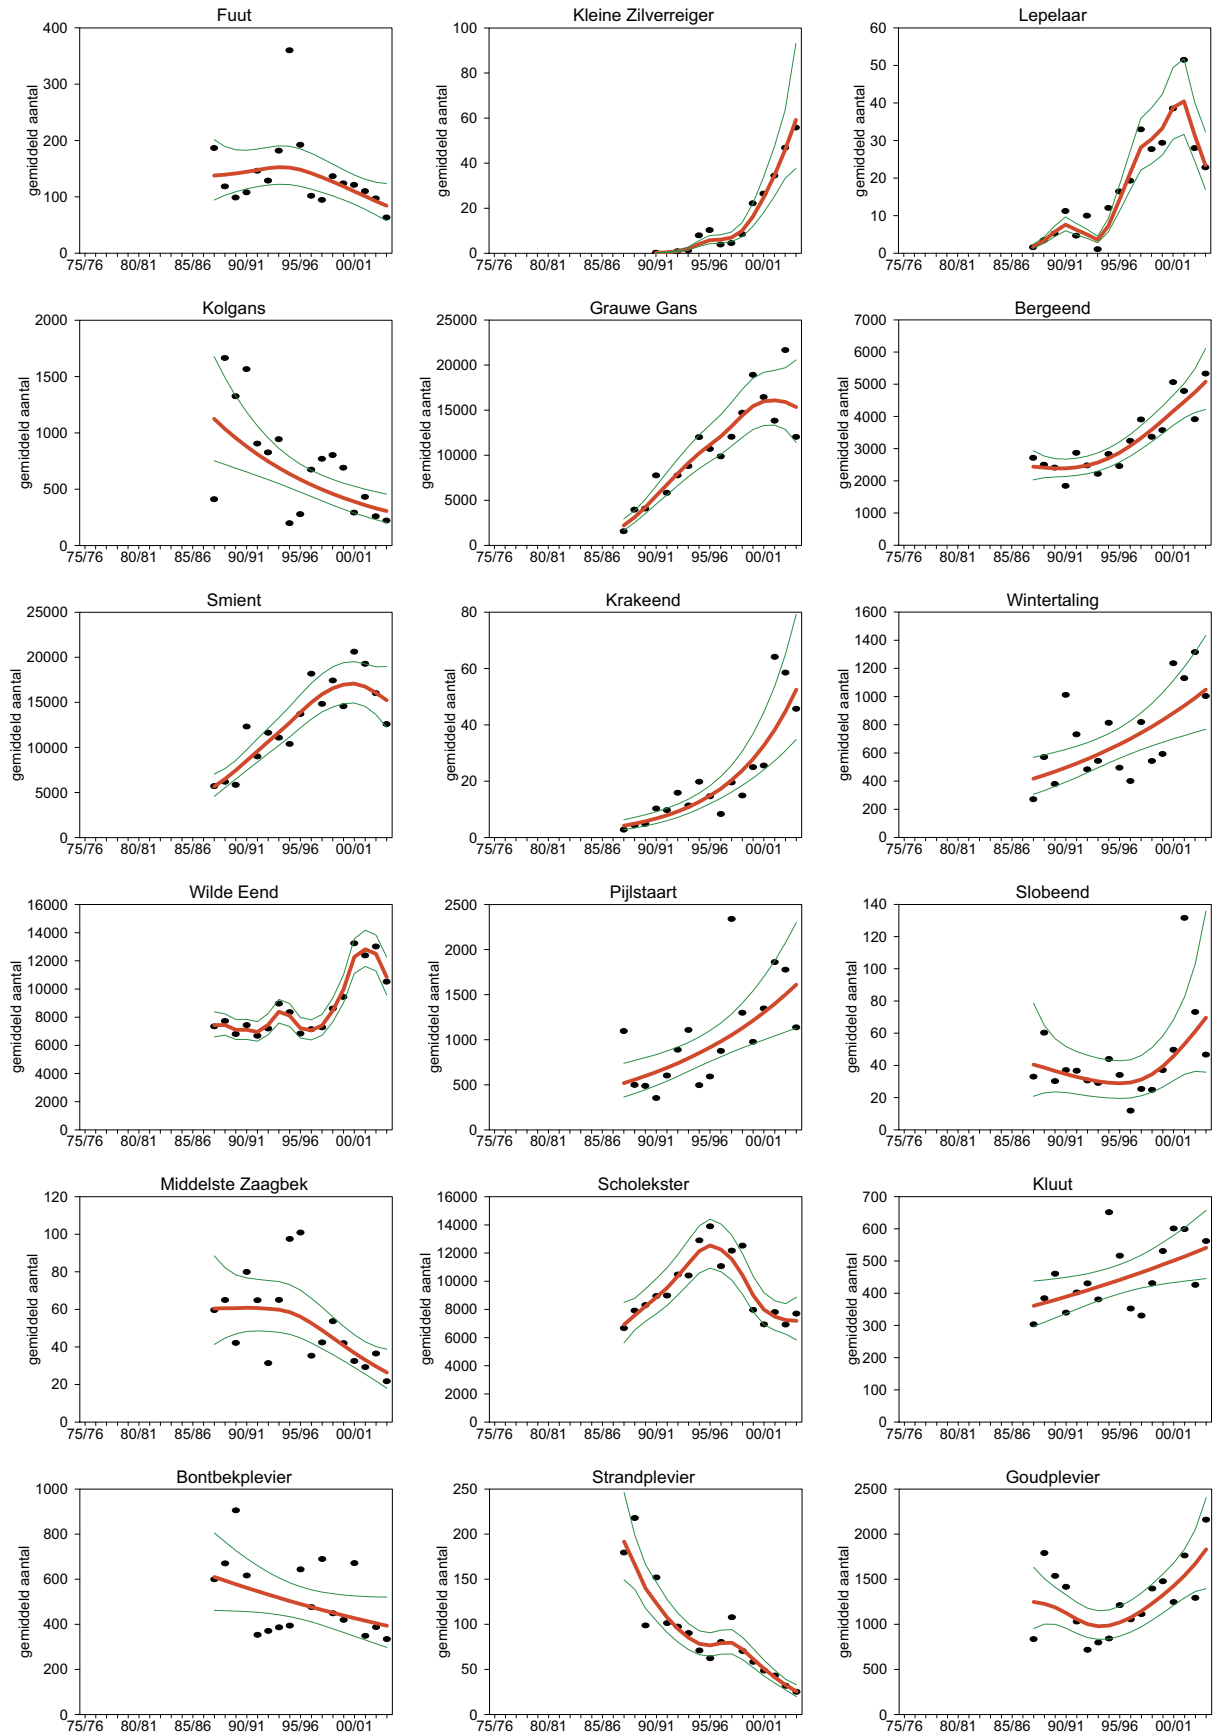 Fuut
400
300
200
100
0
gemiddeld aantal
75/76 80/81 85/86 90/91 95/96 00/01
Kleine Zilverreiger
100
80
60
40
20
0
gemiddeld aantal
75/76 80/81 85/86 90/91 95/96 00/01
Lepelaar
60
50
60
40
30
20
10
0
gemiddeld aantal
75/76 80/81 85/86 90/91 95/96 00/01
Kolgans
2000
1500
1000
500
0
gemiddeld aantal
75/76 80/81 85/86 90/91 95/96 00/01
Grauwe Gans
25000
20000
15000
10000
5000
0
gemiddeld aantal
75/76 80/81 85/86 90/91 95/96 00/01
Bergeend
7000
6000
5000
4000
3000
2000
1000
0
gemiddeld aantal
75/76 80/81 85/86 90/91 95/96 00/01
Smient
25000
20000
15000
10000
5000
0
gemiddeld aantal
75/76 80/81 85/86 90/91 95/96 00/01
Krakeend
80
60
40
20
0
gemiddeld aantal
75/76 80/81 85/86 90/91 95/96 00/01
Wintertaling
1600
1400
1200
1000
800
600
400
200
0
gemiddeld aantal
75/76 80/81 85/86 90/91 95/96 00/01
Wilde Eend
16000
14000
12000
10000
8000
6000
4000
2000
0
gemiddeld aantal
75/76 80/81 85/86 90/91 95/96 00/01
Pijlstaart
2500
2000
1500
1000
500
0
gemiddeld aantal
75/76 80/81 85/86 90/91 95/96 00/01
Slobeend
140
120
100
80
60
40
20
0
gemiddeld aantal
75/76 80/81 85/86 90/91 95/96 00/01
Middelste Zaagbek
120
100
80
60
40
20
0
gemiddeld aantal
75/76 80/81 85/86 90/91 95/96 00/01
Scholekster
16000
14000
12000
10000
8000
6000
4000
2000
0
gemiddeld aantal
75/76 80/81 85/86 90/91 95/96 00/01
Kluut
700
600
500
400
300
200
100
0
gemiddeld aantal
75/76 80/81 85/86 90/91 95/96 00/01
Bontbekplevier
1000
800
600
400
200
0
gemiddeld aantal
75/76 80/81 85/86 90/91 95/96 00/01
Strandplevier
250
200
150
100
50
0
gemiddeld aantal
75/76 80/81 85/86 90/91 95/96 00/01
Goudplevier
2500
2000
1500
1000
500
0
gemiddeld aantal
75/76 80/81 85/86 90/91 95/96 00/01